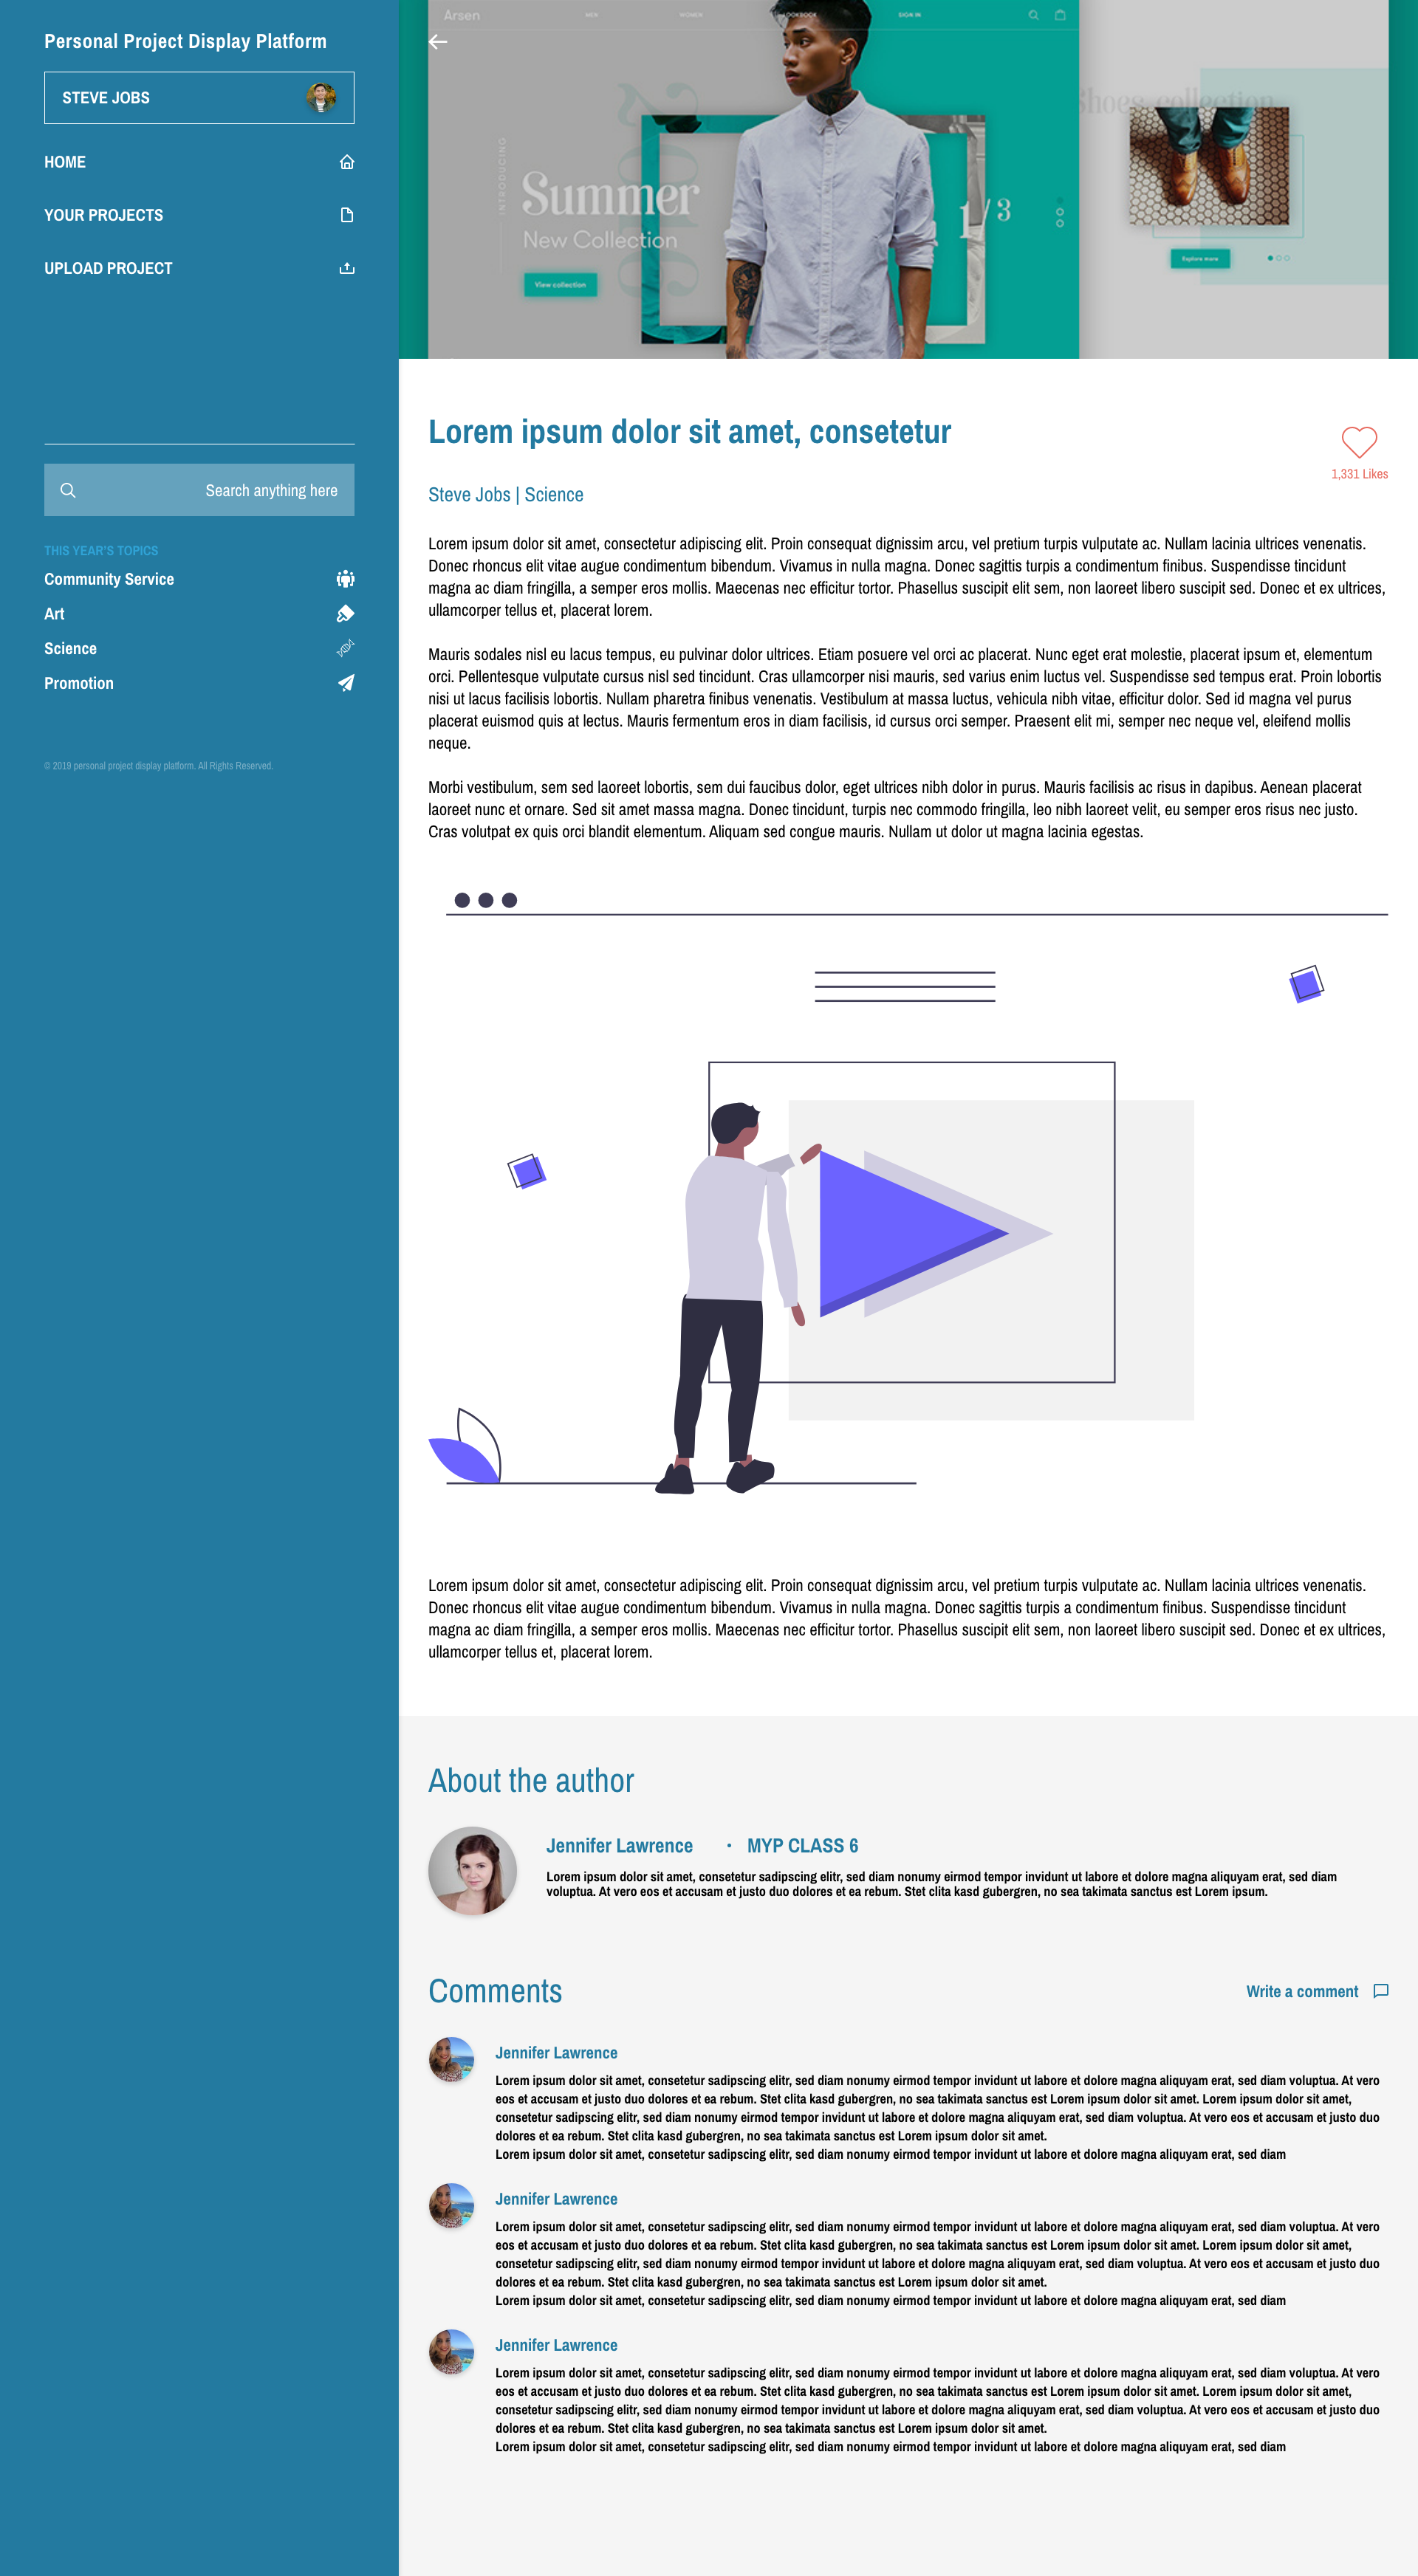 Personal Project Display Platform
STEVE JOBS
HOME
YOUR PROJECTS
UPLOAD PROJECT
Search anything here
THIS YEAR'S TOPICS
Community Service
Art
Science
Promotion
© 2019 personal project display platform. All Rights Reserved.
Arsen
MEN
WOMEN
LOOKBOOK
SIGN IN
INTRODUCING
Summer
New Collection
View collection
1/3
Shoes collection
Explore more
Lorem ipsum dolor sit amet, consetetur
1,331 Likes
Steve Jobs | Science
Lorem ipsum dolor sit amet, consectetur adipiscing elit. Proin consequat dignissim arcu, vel pretium turpis vulputate ac. Nullam lacinia ultrices venenatis.
Donec rhoncus elit vitae augue condimentum bibendum. Vivamus in nulla magna. Donec sagittis turpis a condimentum finibus. Suspendisse tincidunt
magna ac diam fringilla, a semper eros mollis. Maecenas nec efficitur tortor. Phasellus suscipit elit sem, non laoreet libero suscipit sed. Donec et ex ultrices,
ullamcorper tellus et, placerat lorem.
Mauris sodales nisl eu lacus tempus, eu pulvinar dolor ultrices. Etiam posuere vel orci ac placerat. Nunc eget erat molestie, placerat ipsum et, elementum
orci. Pellentesque vulputate cursus nisl sed tincidunt. Cras ullamcorper nisi mauris, sed varius enim luctus vel. Suspendisse sed tempus erat. Proin lobortis
nisi ut lacus facilisis lobortis. Nullam pharetra finibus venenatis. Vestibulum at massa luctus, vehicula nibh vitae, efficitur dolor. Sed id magna vel purus
placerat euismod quis at lectus. Mauris fermentum eros in diam facilisis, id cursus orci semper. Praesent elit mi, semper nec neque vel, eleifend mollis
neque.
Morbi vestibulum, sem sed laoreet lobortis, sem dui faucibus dolor, eget ultrices nibh dolor in purus. Mauris facilisis ac risus in dapibus. Aenean placerat
laoreet nunc et ornare. Sed sit amet massa magna. Donec tincidunt, turpis nec commodo fringilla, leo nibh laoreet velit, eu semper eros risus nec justo.
Cras volutpat ex quis orci blandit elementum. Aliquam sed congue mauris. Nullam ut dolor ut magna lacinia egestas.
Lorem ipsum dolor sit amet, consectetur adipiscing elit. Proin consequat dignissim arcu, vel pretium turpis vulputate ac. Nullam lacinia ultrices venenatis.
Donec rhoncus elit vitae augue condimentum bibendum. Vivamus in nulla magna. Donec sagittis turpis a condimentum finibus. Suspendisse tincidunt
magna ac diam fringilla, a semper eros mollis. Maecenas nec efficitur tortor. Phasellus suscipit elit sem, non laoreet libero suscipit sed. Donec et ex ultrices,
ullamcorper tellus et, placerat lorem.
About the author
Jennifer Lawrence • MYP CLASS 6
Lorem ipsum dolor sit amet, consetetur sadipscing elitr, sed diam nonumy eirmod tempor invidunt ut labore et dolore magna aliquyam erat, sed diam
voluptua. At vero eos et accusam et justo duo dolores et ea rebum. Stet clita kasd gubergren, no sea takimata sanctus est Lorem ipsum.
Comments
Write a comment
Jennifer Lawrence
Lorem ipsum dolor sit amet, consetetur sadipscing elitr, sed diam nonumy eirmod tempor invidunt ut labore et dolore magna aliquyam erat, sed diam voluptua. At vero
eos et accusam et justo duo dolores et ea rebum. Stet clita kasd gubergren, no sea takimata sanctus est Lorem ipsum dolor sit amet. Lorem ipsum dolor sit amet,
consetetur sadipscing elitr, sed diam nonumy eirmod tempor invidunt ut labore et dolore magna aliquyam erat, sed diam voluptua. At vero eos et accusam et justo duo
dolores et ea rebum. Stet clita kasd gubergren, no sea takimata sanctus est Lorem ipsum dolor sit amet.
Lorem ipsum dolor sit amet, consetetur sadipscing elitr, sed diam nonumy eirmod tempor invidunt ut labore et dolore magna aliquyam erat, sed diam
Jennifer Lawrence
Lorem ipsum dolor sit amet, consetetur sadipscing elitr, sed diam nonumy eirmod tempor invidunt ut labore et dolore magna aliquyam erat, sed diam voluptua. At vero
eos et accusam et justo duo dolores et ea rebum. Stet clita kasd gubergren, no sea takimata sanctus est Lorem ipsum dolor sit amet. Lorem ipsum dolor sit amet,
consetetur sadipscing elitr, sed diam nonumy eirmod tempor invidunt ut labore et dolore magna aliquyam erat, sed diam voluptua. At vero eos et accusam et justo duo
dolores et ea rebum. Stet clita kasd gubergren, no sea takimata sanctus est Lorem ipsum dolor sit amet.
Lorem ipsum dolor sit amet, consetetur sadipscing elitr, sed diam nonumy eirmod tempor invidunt ut labore et dolore magna aliquyam erat, sed diam
Jennifer Lawrence
Lorem ipsum dolor sit amet, consetetur sadipscing elitr, sed diam nonumy eirmod tempor invidunt ut labore et dolore magna aliquyam erat, sed diam voluptua. At vero
eos et accusam et justo duo dolores et ea rebum. Stet clita kasd gubergren, no sea takimata sanctus est Lorem ipsum dolor sit amet. Lorem ipsum dolor sit amet,
consetetur sadipscing elitr, sed diam nonumy eirmod tempor invidunt ut labore et dolore magna aliquyam erat, sed diam voluptua. At vero eos et accusam et justo duo
dolores et ea rebum. Stet clita kasd gubergren, no sea takimata sanctus est Lorem ipsum dolor sit amet.
Lorem ipsum dolor sit amet, consetetur sadipscing elitr, sed diam nonumy eirmod tempor invidunt ut labore et dolore magna aliquyam erat, sed diam